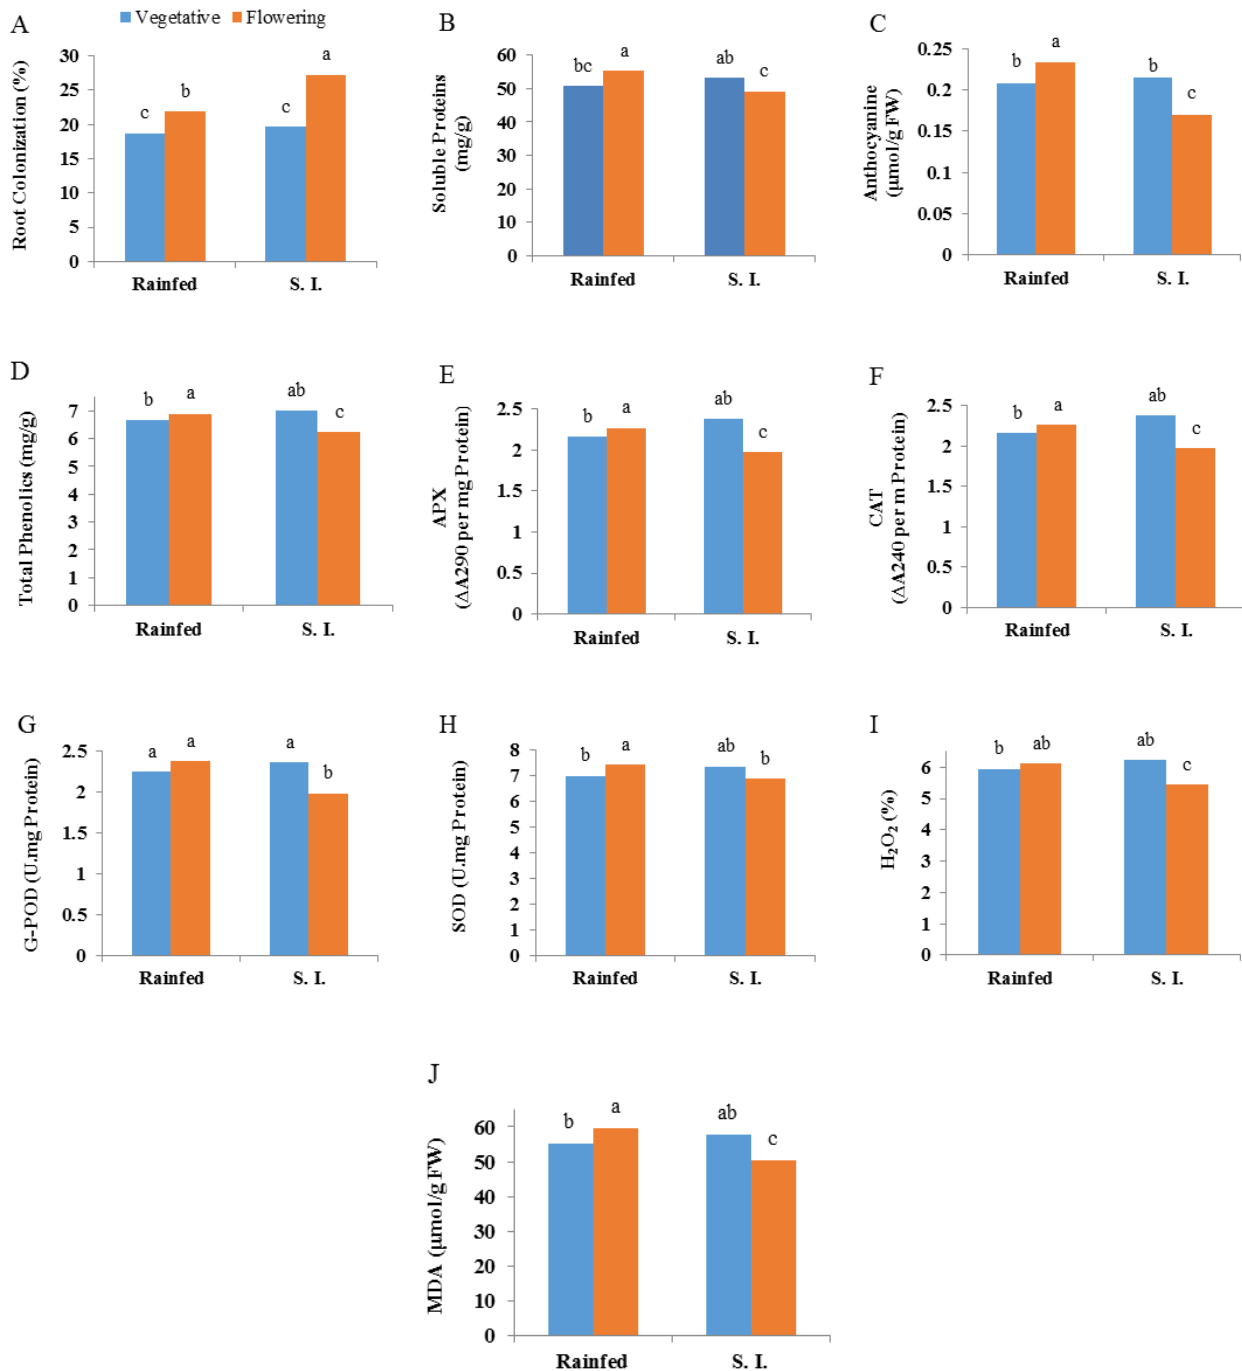 A
Vegetative Flowering
Root Colonization (%)
30
25
20
15
10
5
0
c b c a
Rainfed S. I.
B
Soluble Proteins
(mg/g)
60
50
40
30
20
10
0
bc a ab c
Rainfed S. I.
C
Anthocyanine
(µmol/g FW)
0.25
0.2
0.15
0.1
0.05
0
b a b c
Rainfed S. I.
D
Total Phenolics (mg/g)
7
6
5
4
3
2
1
0
b a ab c
Rainfed S. I.
E
APX
(ΔA290 per mg Protein)
2.5
2
1.5
1
0.5
0
b a ab c
Rainfed S. I.
F
CAT
(ΔA240 per m Protein)
2.5
2
1.5
1
0.5
0
b a ab c
Rainfed S. I.
G
G-POD (U.mg Protein)
2.5
2
1.5
1
0.5
0
a a a b
Rainfed S. I.
H
SOD (U.mg Protein)
8
7
6
5
4
3
2
1
0
b a ab b
Rainfed S. I.
I
H₂O₂ (%)
6
5
4
3
2
1
0
b ab ab c
Rainfed S. I.
J
MDA (µmol/g FW)
60
50
40
30
20
10
0
b a ab c
Rainfed S. I.